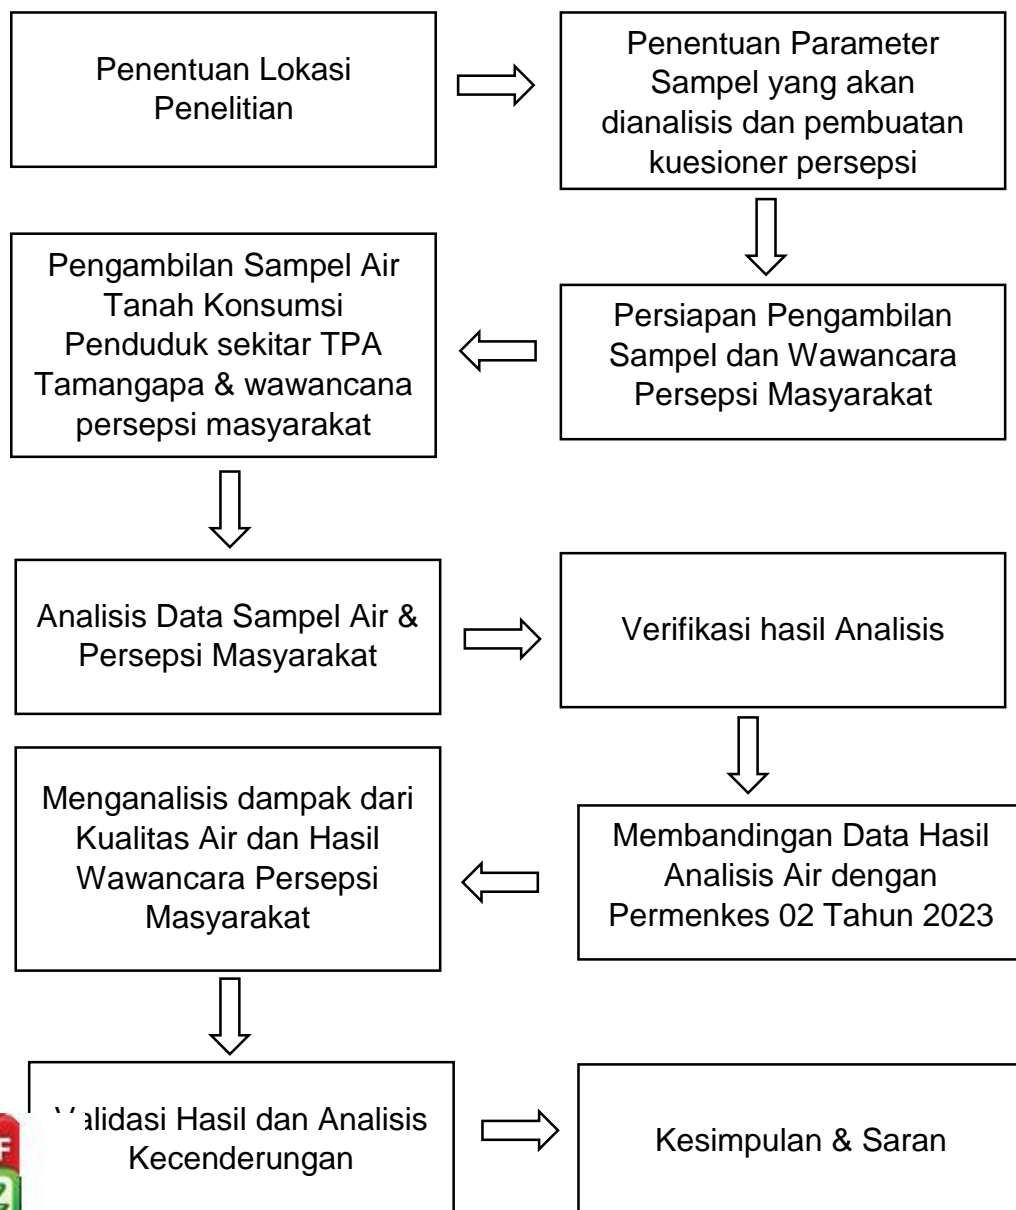 Penentuan Lokasi
Penelitian
Penentuan Parameter
Sampel yang akan
dianalisis dan pembuatan
kuesioner persepsi
Persiapan Pengambilan
Sampel dan Wawancara
Persepsi Masyarakat
Pengambilan Sampel Air
Tanah Konsumsi
Penduduk sekitar TPA
Tamangapa & wawancana
persepsi masyarakat
Analisis Data Sampel Air &
Persepsi Masyarakat
Verifikasi hasil Analisis
Membandingan Data Hasil
Analisis Air dengan
Permenkes 02 Tahun 2023
Menganalisis dampak dari
Kualitas Air dan Hasil
Wawancara Persepsi
Masyarakat
Validasi Hasil dan Analisis
Kecenderungan
Kesimpulan & Saran